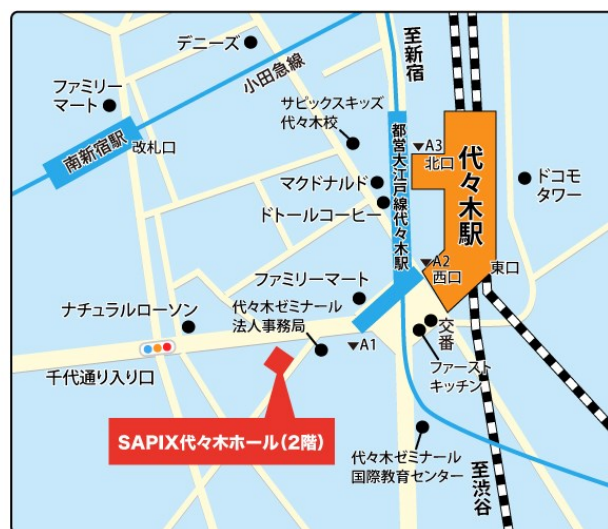 デニーズ
至新宿
小田急線
ファミリー
マート
サピックスキッズ
代々木校
南新宿駅
改札口
都営大江戸線代々木駅
A3
北口
代々木駅
マクドナルド
ドコモ
タワー
ドトールコーヒー
A2
西口
東口
ファミリーマート
ナチュラルローソン
代々木ゼミナール
法人事務局
交番
A1
千代通り入り口
ファースト
キッチン
SAPIX代々木ホール(2階)
代々木ゼミナール
国際教育センター
至渋谷